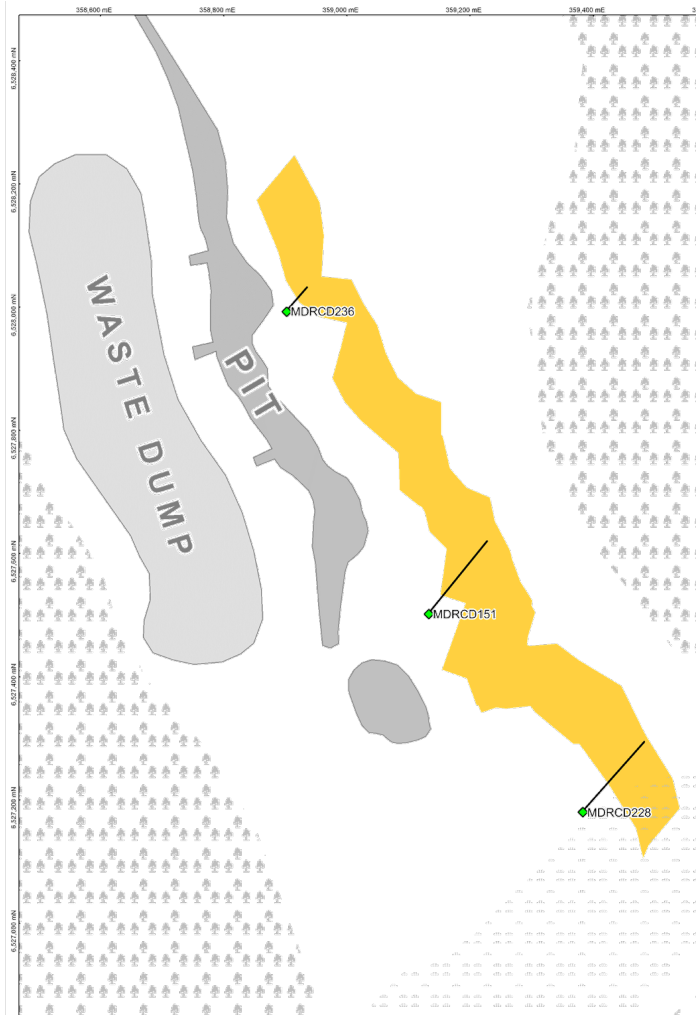 358,600 mE
358,800 mE
359,000 mE
359,200 mE
359,400 mE
6,528,400 mN
6,528,200 mN
6,528,000 mN
6,527,800 mN
6,527,600 mN
6,527,400 mN
6,527,200 mN
6,527,000 mN
WASTE DUMP
PIT
MDRCD236
MDRCD151
MDRCD228